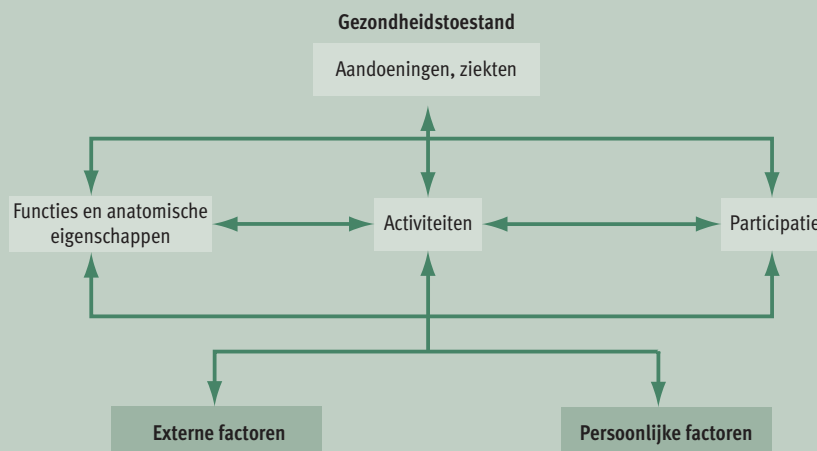 Gezondheidstoestand
Aandoeningen, ziekten
Functies en anatomische
eigenschappen
Activiteiten
Participatie
Externe factoren
Persoonlijke factoren